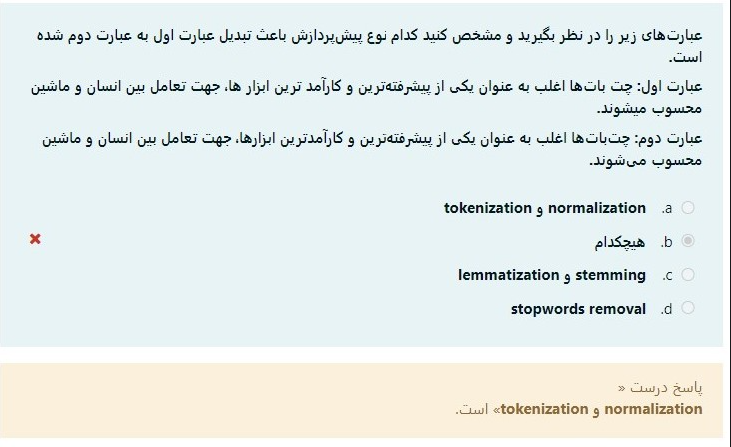 عبارت‌های زیر را در نظر بگیرید و مشخص کنید کدام نوع پیش‌پردازش باعث تبدیل عبارت اول به عبارت دوم شده
است.
عبارت اول: چت بات‌ها اغلب به عنوان یکی از پیشرفته‌ترین و کارآمد ترین ابزار ها، جهت تعامل بین انسان و ماشین
محسوب میشوند.
عبارت دوم: چت‌بات‌ها اغلب به عنوان یکی از پیشرفته‌ترین و کارآمدترین ابزارها، جهت تعامل بین انسان و ماشین
محسوب می‌شوند.
a. normalization و tokenization
b. هیچکدام
c. stemming و lemmatization
d. stopwords removal
پاسخ درست «
normalization و tokenization» است.